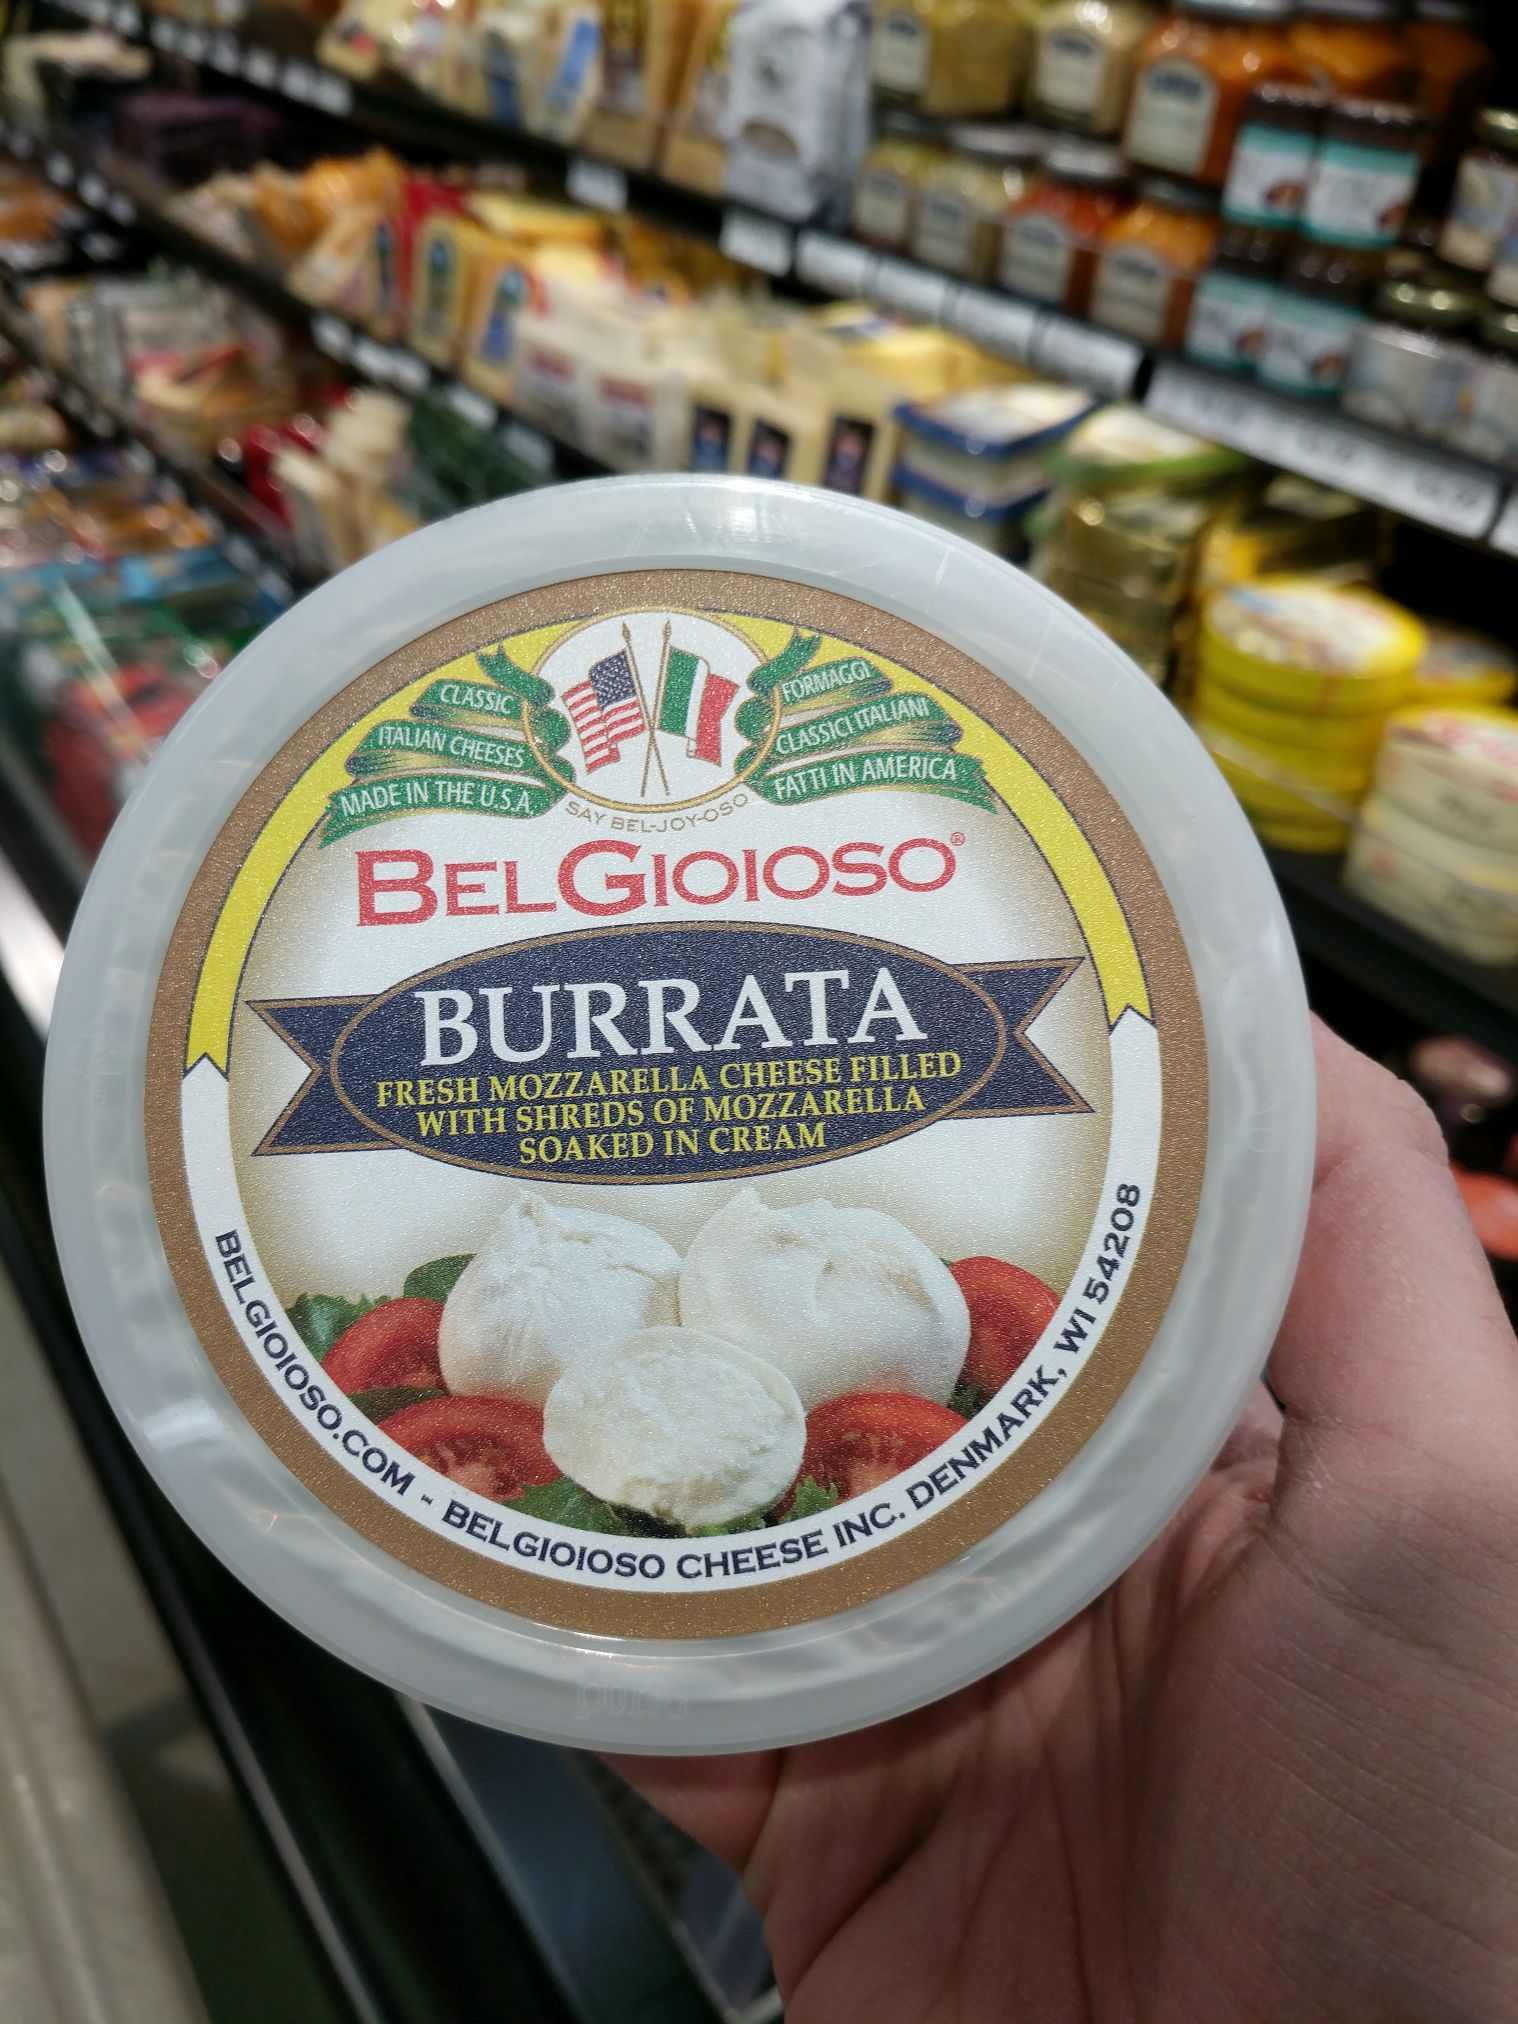 CLASSIC
ITALIAN CHEESES
MADE IN THE U.S.A.
FORMAGGI
CLASSICI ITALIANI
FATTI IN AMERICA
SAY BEL-JOY-OSO
BELGIOIOSO®
BURRATA
FRESH MOZZARELLA CHEESE FILLED
WITH SHREDS OF MOZZARELLA
SOAKED IN CREAM
BELGIOIOSO.COM - BELGIOIOSO CHEESE INC. DENMARK, WI 54208